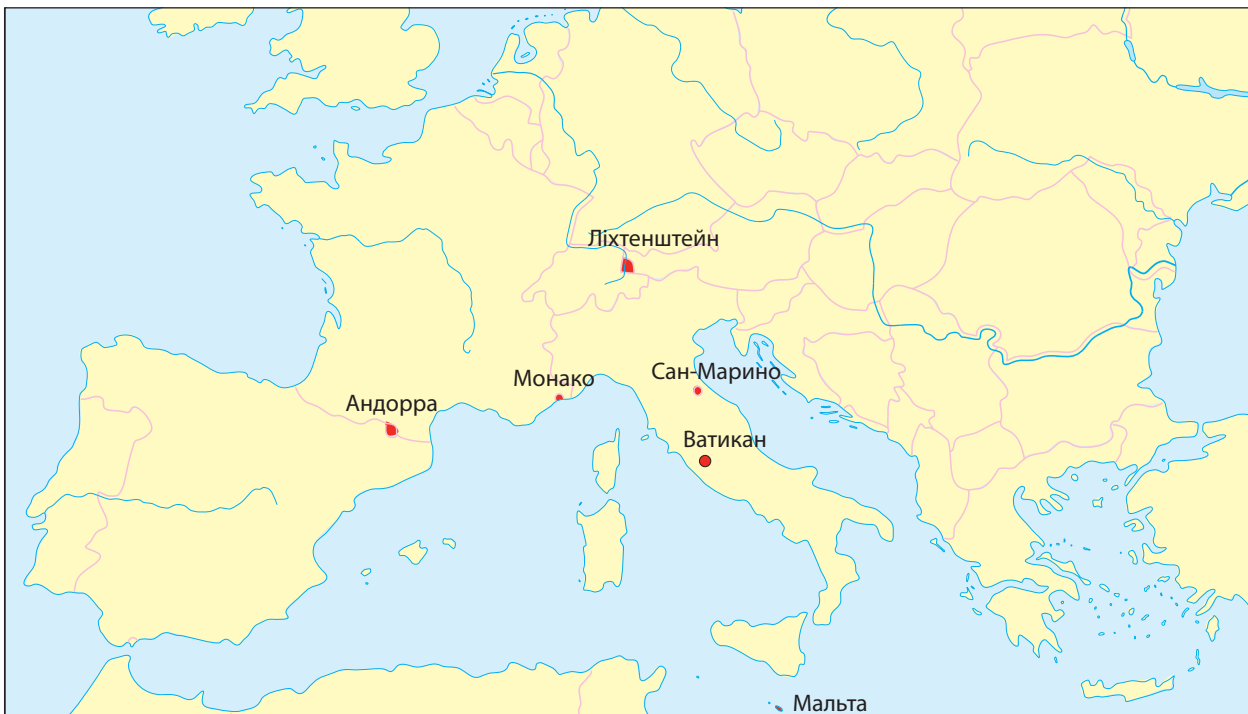 Ліхтенштейн
Монако
Сан-Марино
Андорра
Ватикан
Мальта